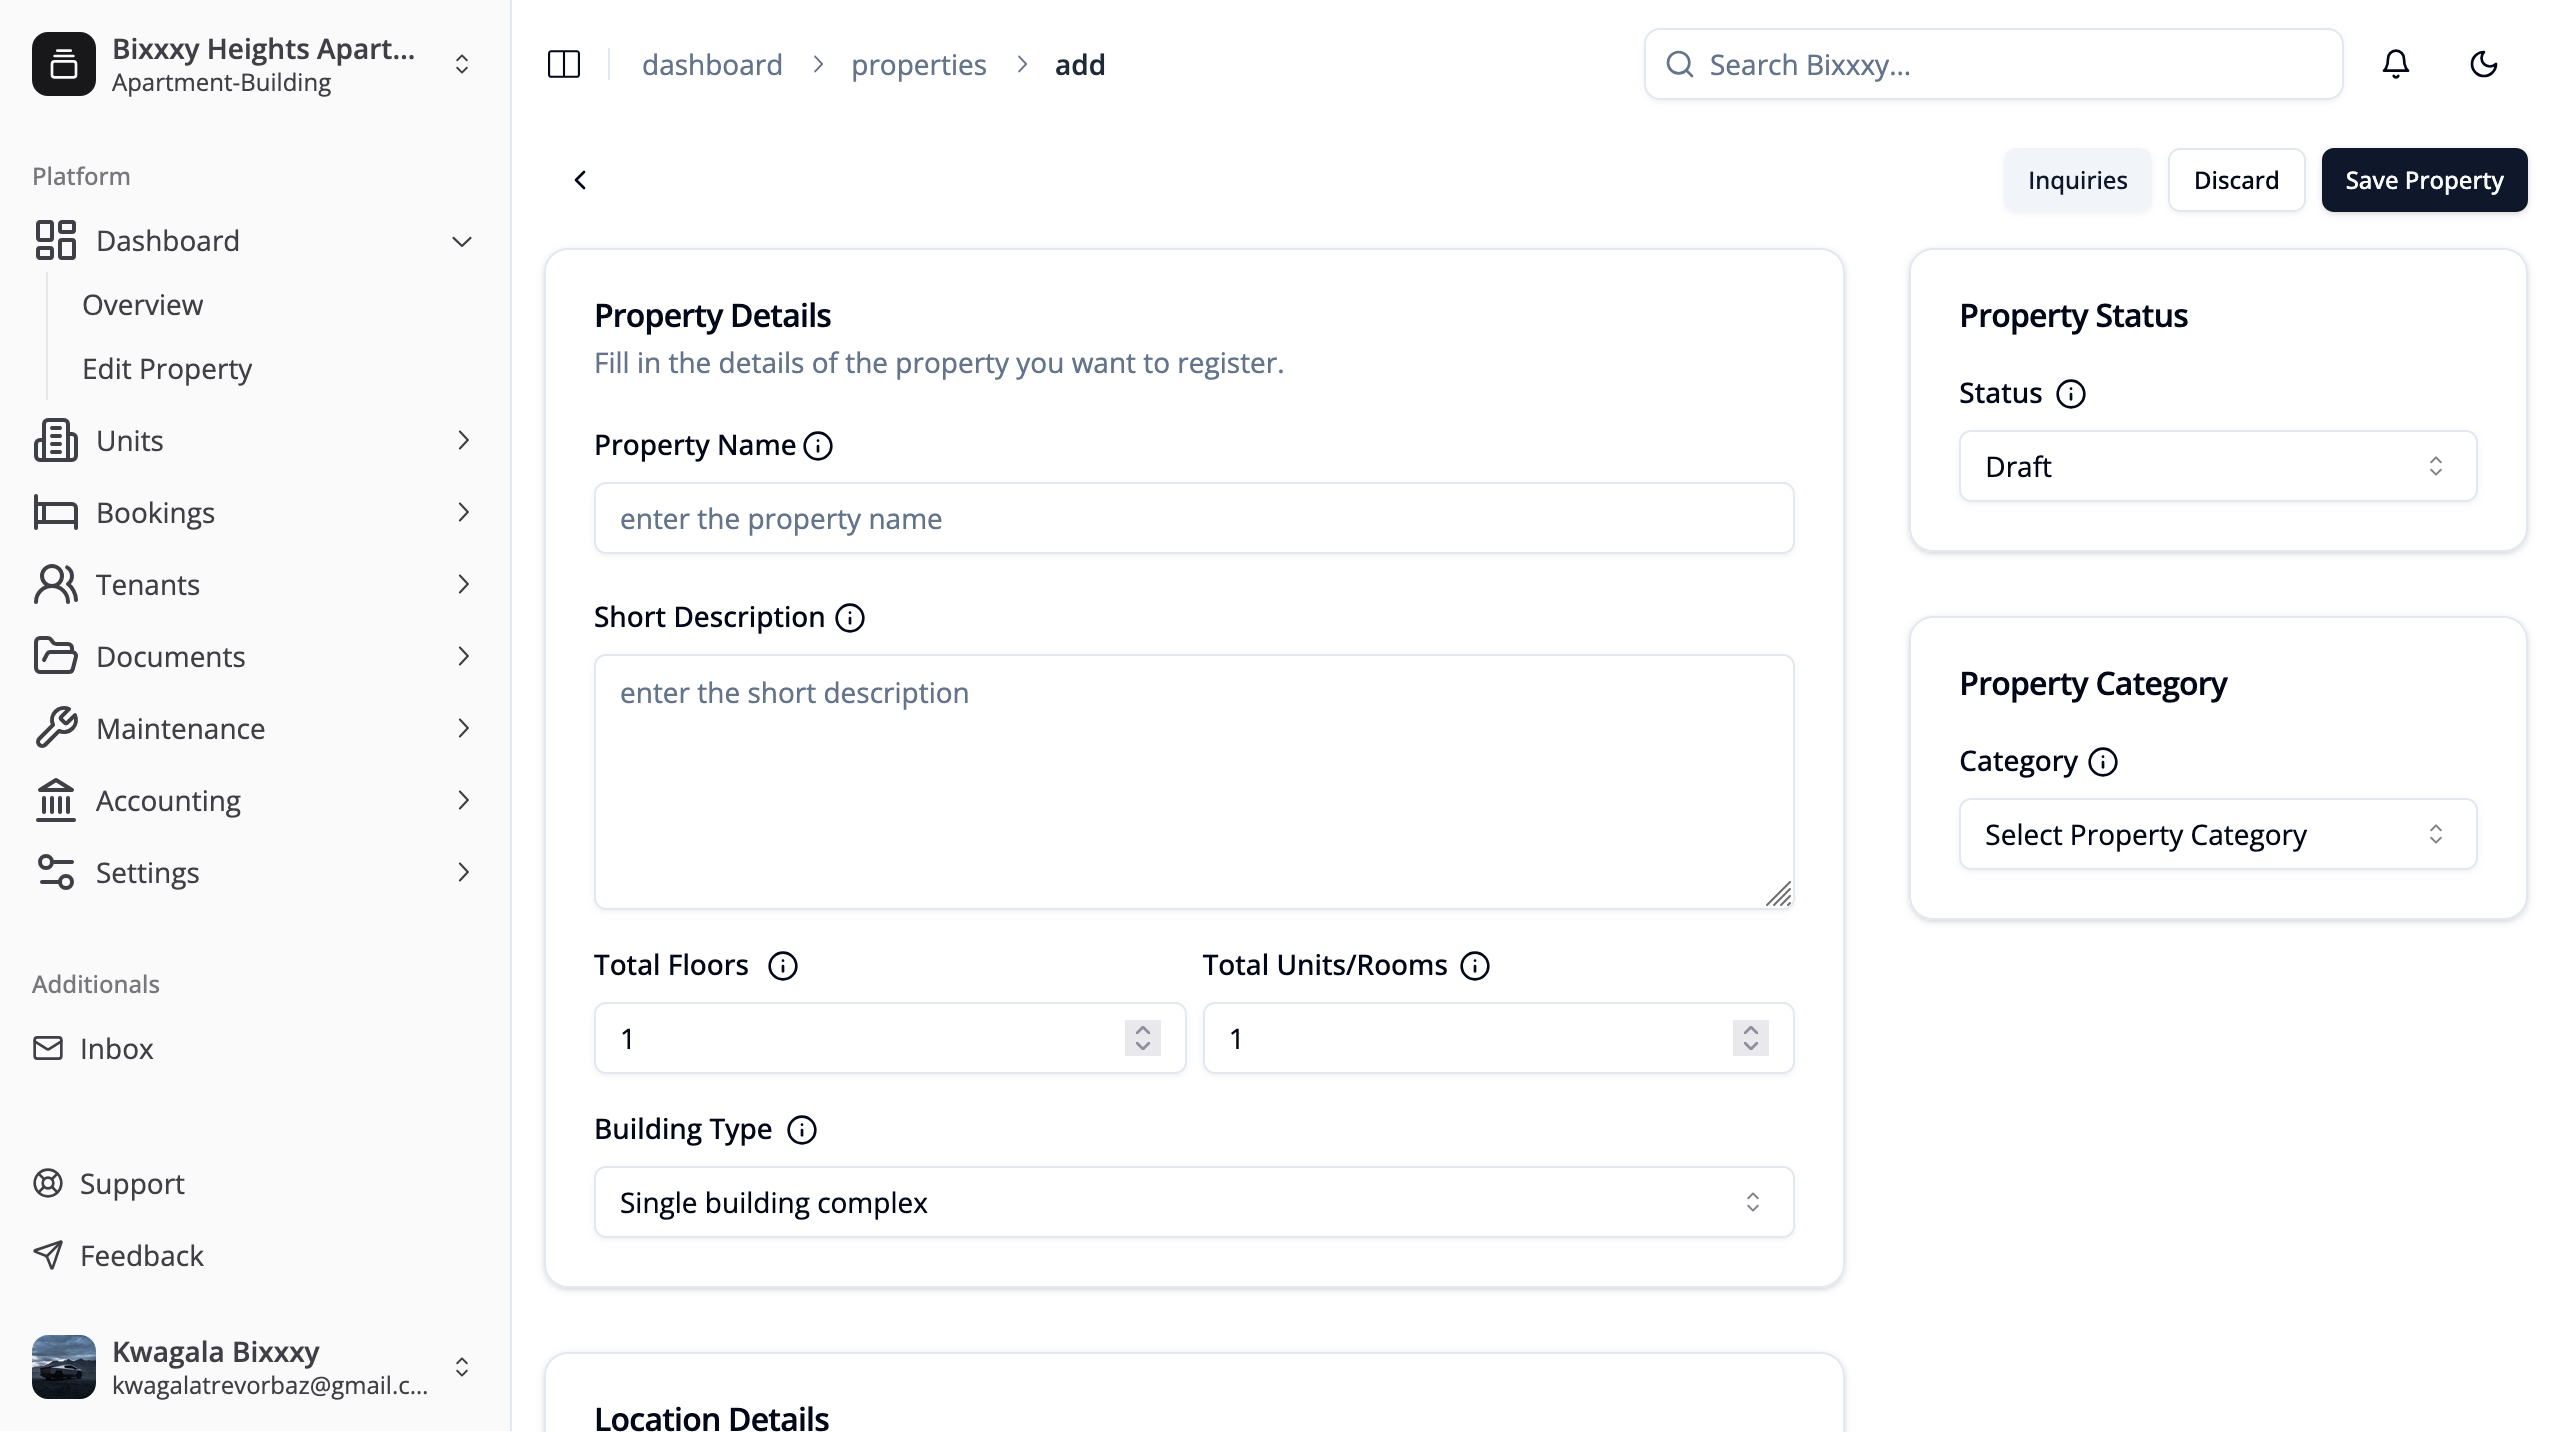 Bixxxy Heights Apart...
Apartment-Building
Platform
Dashboard
Overview
Edit Property
Units
Bookings
Tenants
Documents
Maintenance
Accounting
Settings
Additionals
Inbox
Support
Feedback
Kwagala Bixxxy
kwagalatrevorbaz@gmail.c...
dashboard > properties > add
Search Bixxxy...
Inquiries
Discard
Save Property
Property Details
Fill in the details of the property you want to register.
Property Name
enter the property name
Short Description
enter the short description
Total Floors
1
Total Units/Rooms
1
Building Type
Single building complex
Location Details
Property Status
Status
Draft
Property Category
Category
Select Property Category